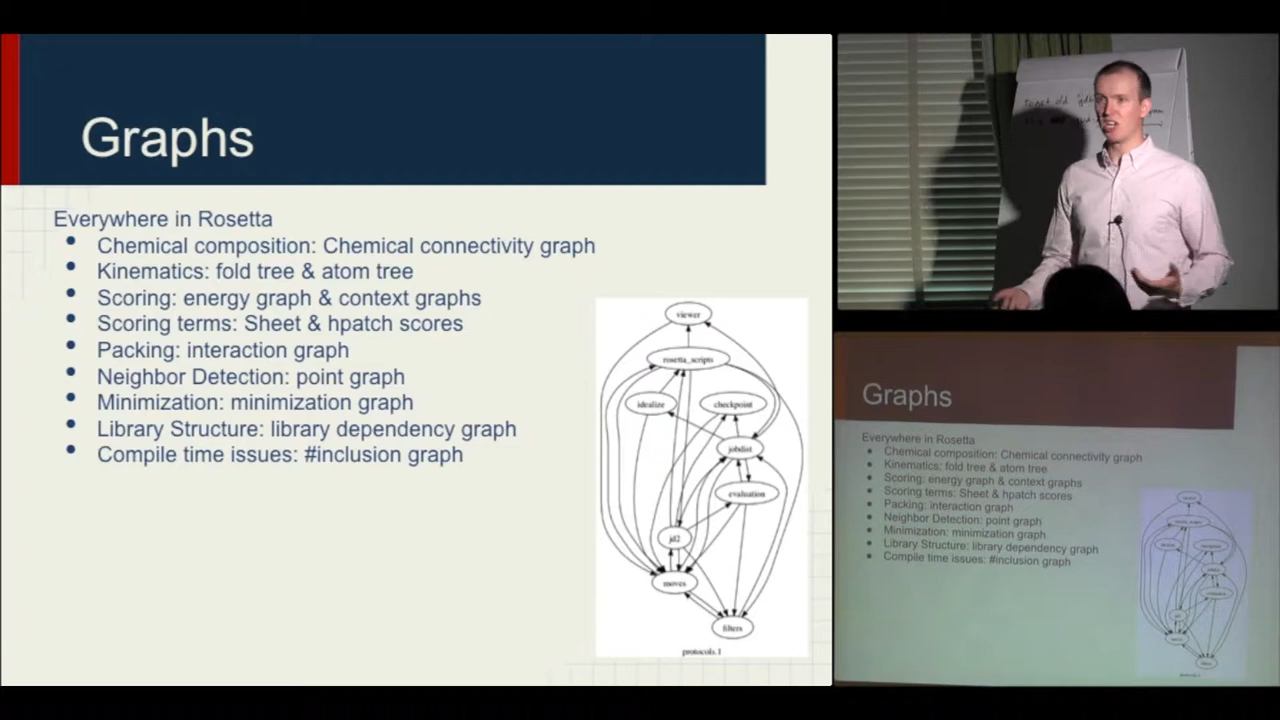 Graphs
Everywhere in Rosetta
Chemical composition: Chemical connectivity graph
Kinematics: fold tree & atom tree
Scoring: energy graph & context graphs
Scoring terms: Sheet & hpatch scores
Packing: interaction graph
Neighbor Detection: point graph
Minimization: minimization graph
Library Structure: library dependency graph
Compile time issues: #inclusion graph
viewer
rosetta_scripts
idealize
checkpoint
jobdist
evaluation
jd2
moves
filters
protocols.1
Graphs
Everywhere in Rosetta
Chemical composition: Chemical connectivity graph
Kinematics: fold tree & atom tree
Scoring: energy graph & context graphs
Scoring terms: Sheet & hpatch scores
Packing: interaction graph
Neighbor Detection: point graph
Minimization: minimization graph
Library Structure: library dependency graph
Compile time issues: #inclusion graph